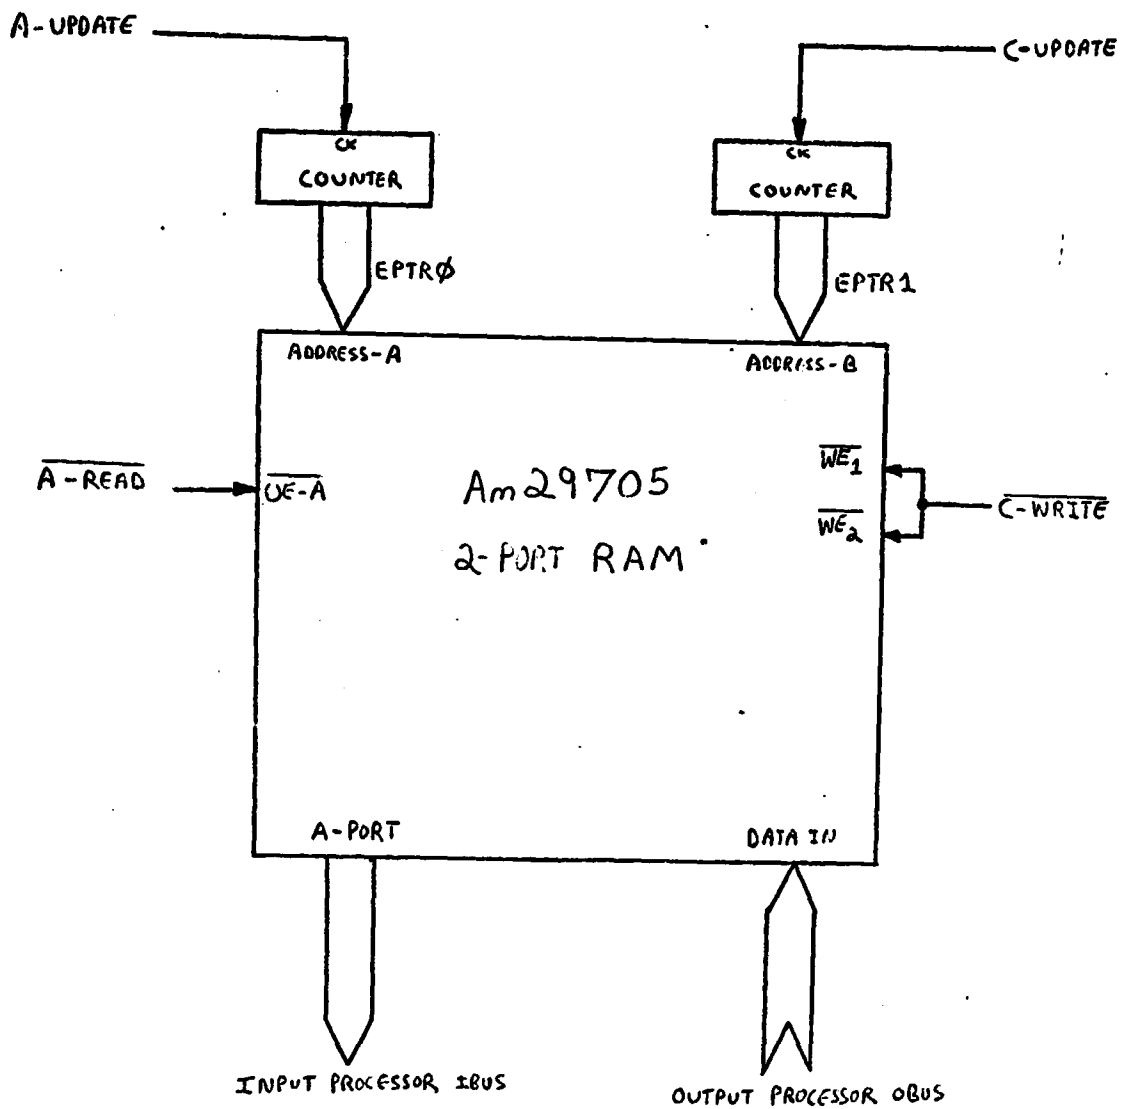 A-UPDATE
C-UPDATE
CK
COUNTER
CK
COUNTER
EPTRØ
EPTR1
ADDRESS-A
ADDRESS-B
A-READ
OE-A
Am29705
2-PORT RAM
WE1
WE2
C-WRITE
A-PORT
DATA IN
INPUT PROCESSOR IBUS
OUTPUT PROCESSOR OBUS